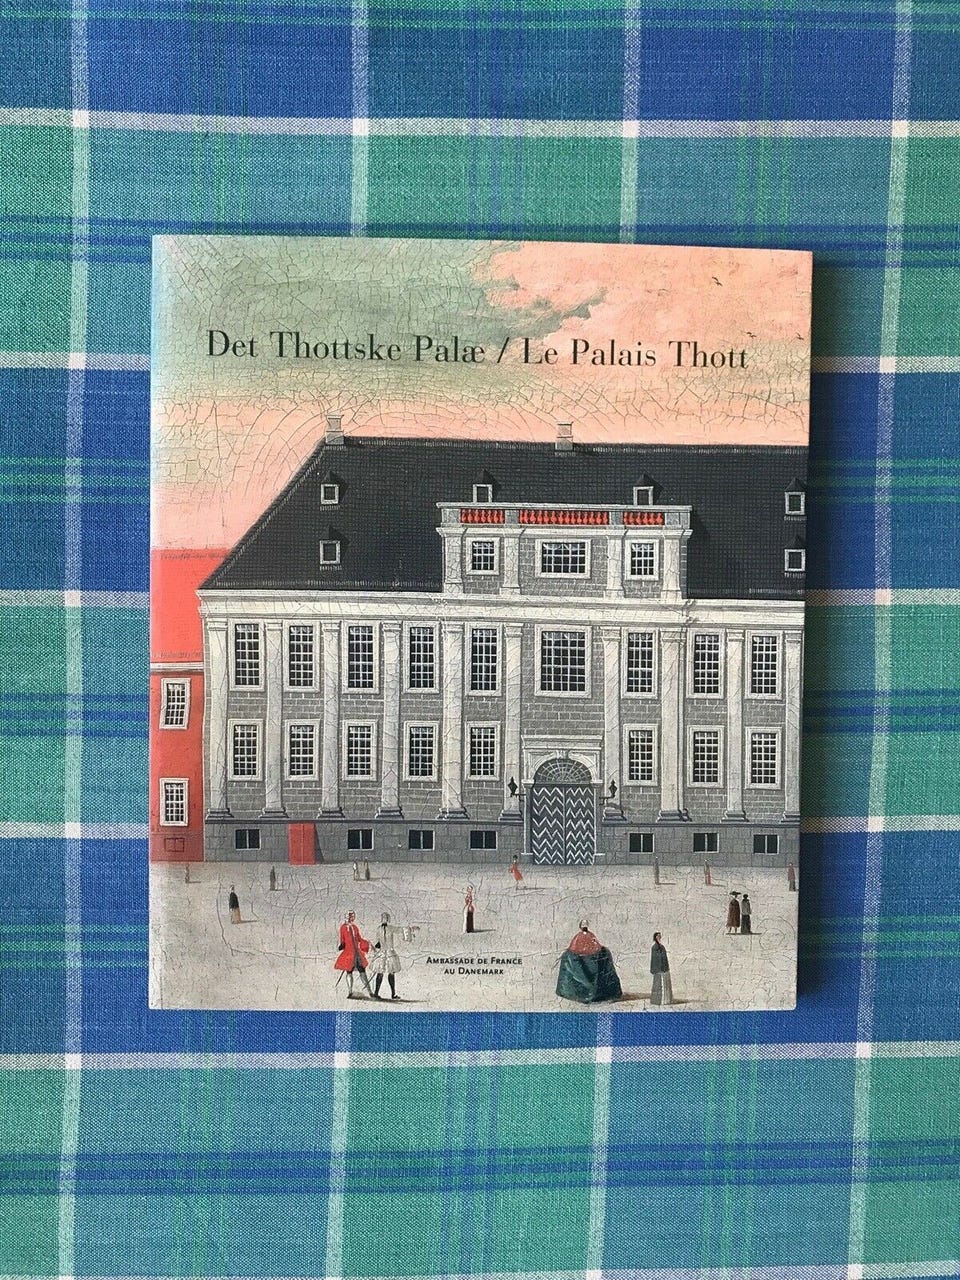 Det Thottske Palæ / Le Palais Thott
AMBASSADE DE FRANCE
AU DANEMARK